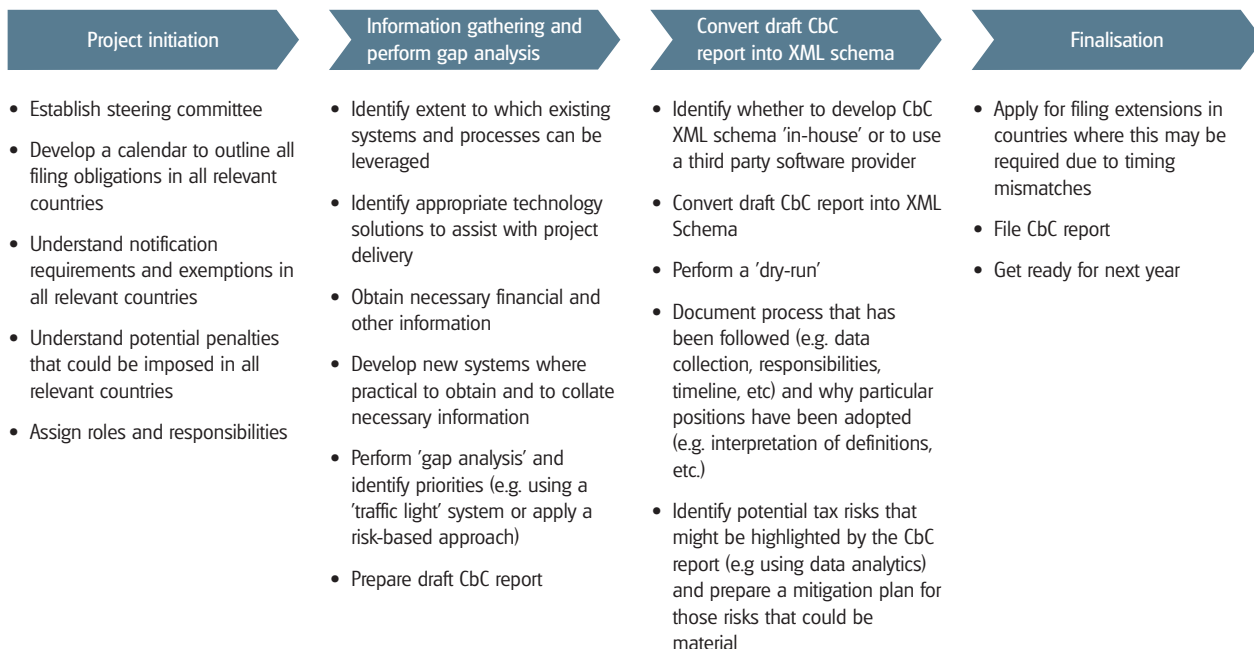 Project initiation
• Establish steering committee
• Develop a calendar to outline all
filing obligations in all relevant
countries
• Understand notification
requirements and exemptions in
all relevant countries
• Understand potential penalties
that could be imposed in all
relevant countries
• Assign roles and responsibilities
Information gathering and
perform gap analysis
• Identify extent to which existing
systems and processes can be
leveraged
• Identify appropriate technology
solutions to assist with project
delivery
• Obtain necessary financial and
other information
• Develop new systems where
practical to obtain and to collate
necessary information
• Perform 'gap analysis' and
identify priorities (e.g. using a
'traffic light' system or apply a
risk-based approach)
• Prepare draft CbC report
Convert draft CbC
report into XML schema
• Identify whether to develop CbC
XML schema 'in-house' or to use
a third party software provider
• Convert draft CbC report into XML
Schema
• Perform a 'dry-run'
• Document process that has
been followed (e.g. data
collection, responsibilities,
timeline, etc) and why particular
positions have been adopted
(e.g. interpretation of definitions,
etc.)
• Identify potential tax risks that
might be highlighted by the CbC
report (e.g using data analytics)
and prepare a mitigation plan for
those risks that could be
material
Finalisation
• Apply for filing extensions in
countries where this may be
required due to timing
mismatches
• File CbC report
• Get ready for next year